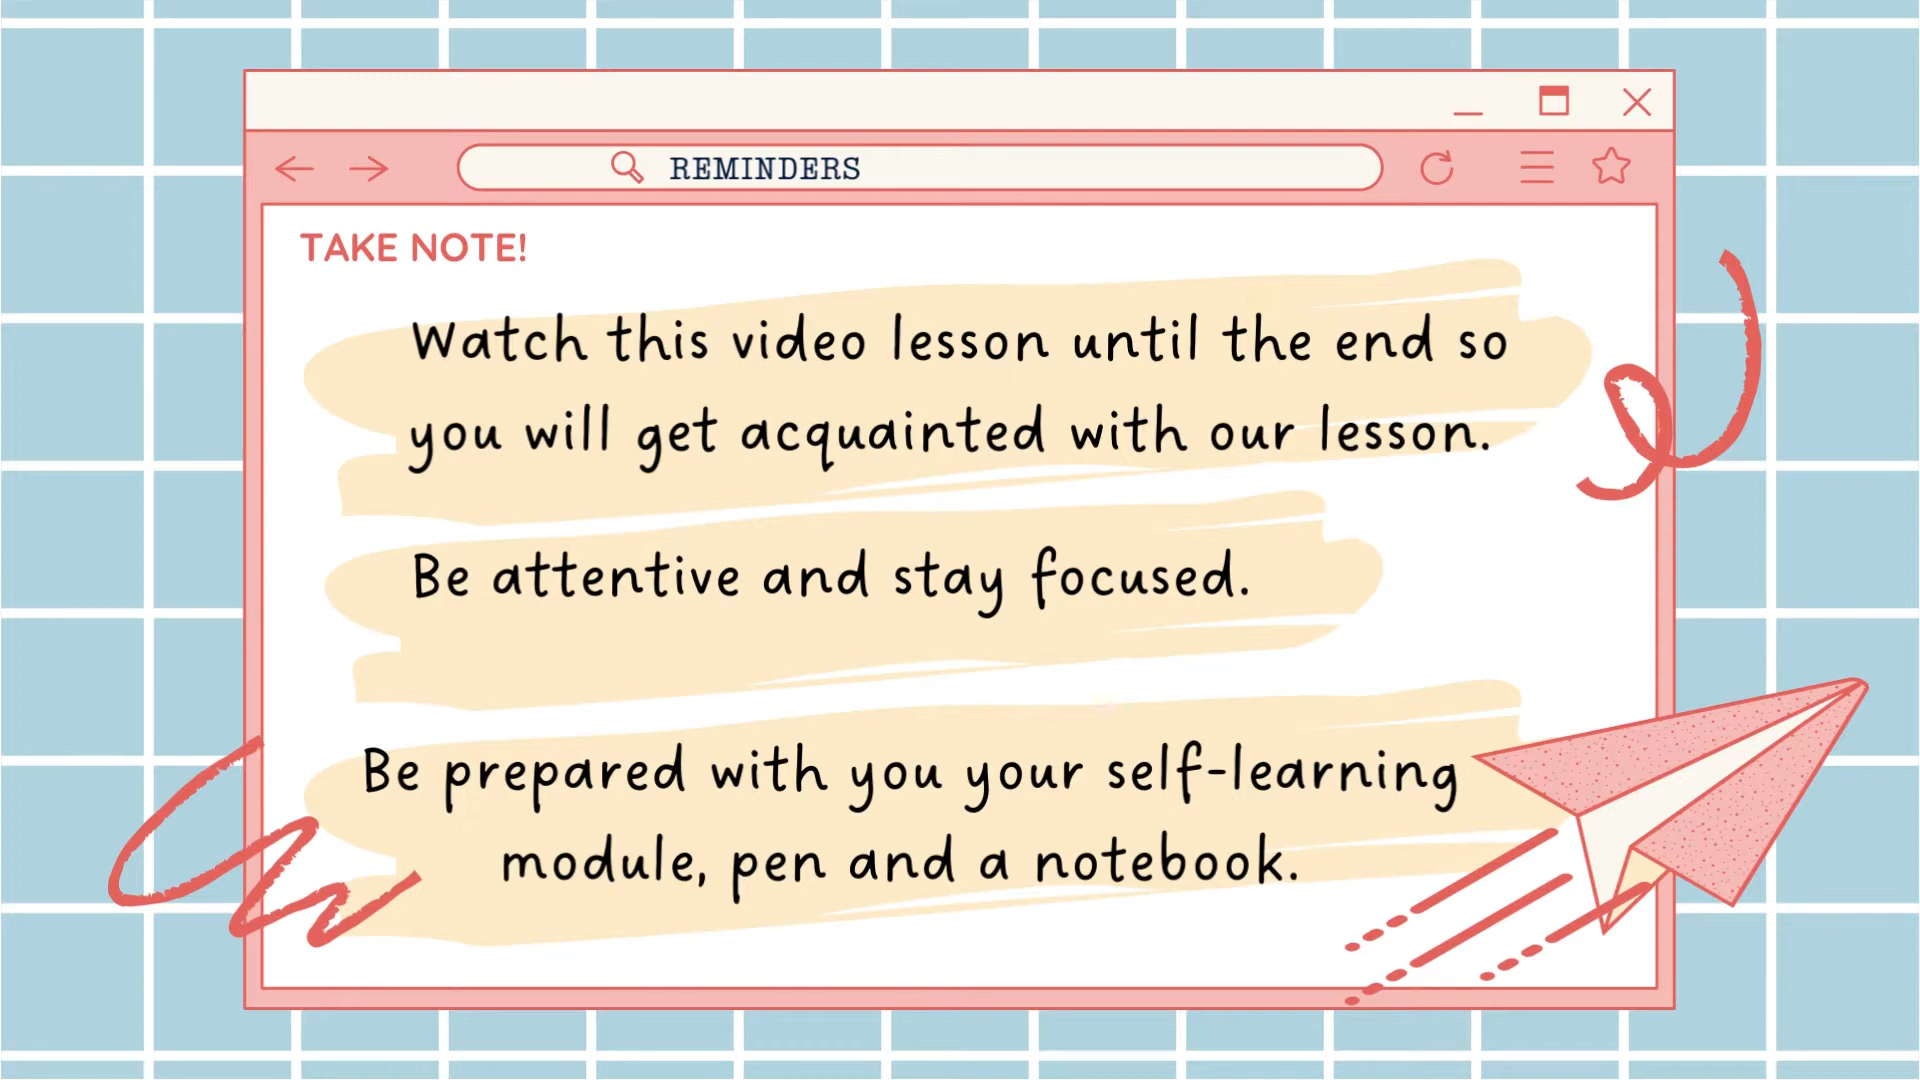 REMINDERS
TAKE NOTE!
Watch this video lesson until the end so
you will get acquainted with our lesson.
Be attentive and stay focused.
Be prepared with you your self-learning
module, pen and a notebook.